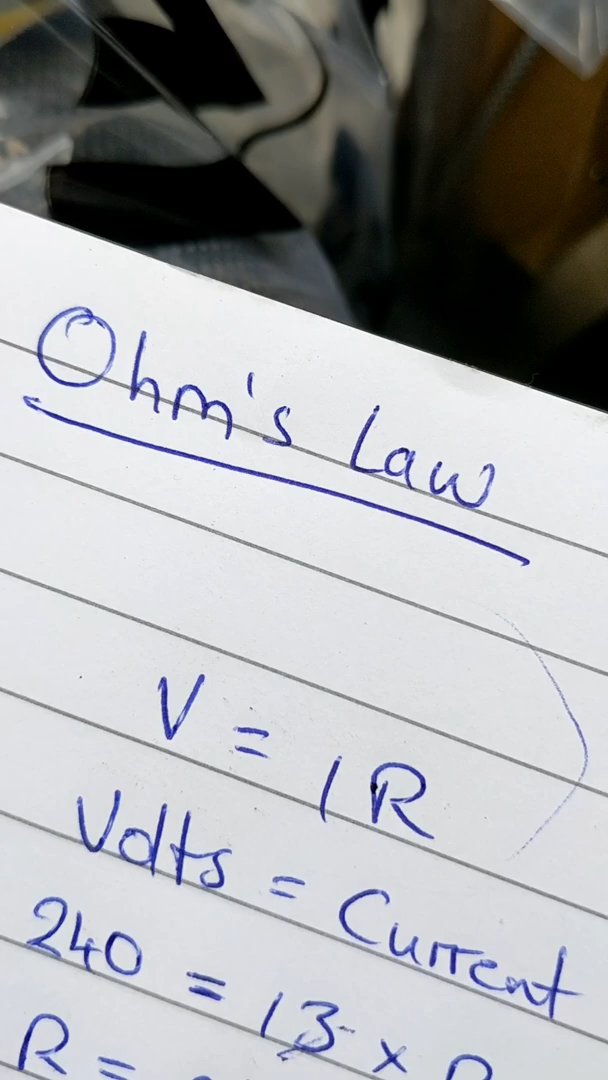 Ohm's Law
V = IR
Volts = Current
240 = 13 × R
R =